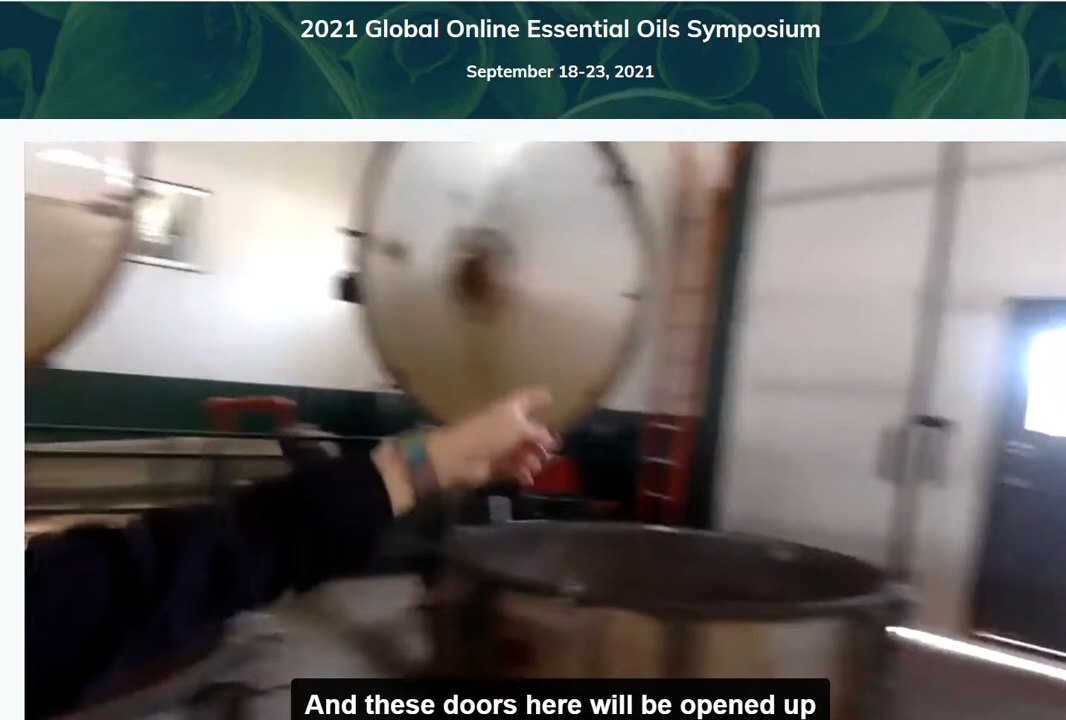 2021 Global Online Essential Oils Symposium
September 18-23, 2021
And these doors here will be opened up